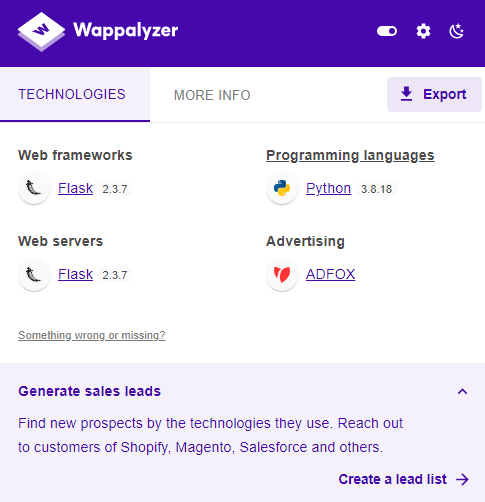 Wappalyzer
TECHNOLOGIES
MORE INFO
Export
Web frameworks
Flask 2.3.7
Programming languages
Python 3.8.18
Web servers
Flask 2.3.7
Advertising
ADFOX
Something wrong or missing?
Generate sales leads
Find new prospects by the technologies they use. Reach out
to customers of Shopify, Magento, Salesforce and others.
Create a lead list